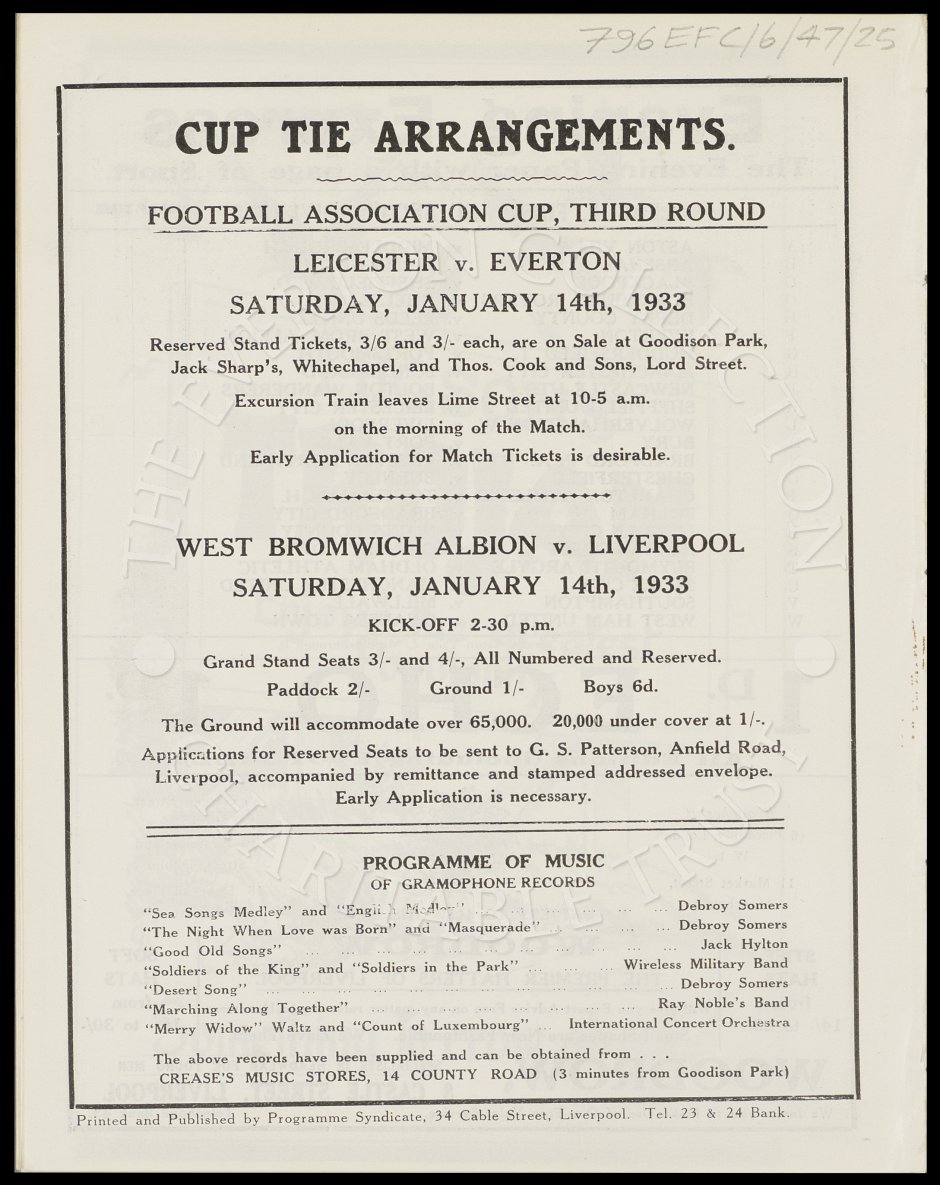 796EFC/6/47/25
CUP TIE ARRANGEMENTS.
FOOTBALL ASSOCIATION CUP, THIRD ROUND
LEICESTER v. EVERTON
SATURDAY, JANUARY 14th, 1933
Reserved Stand Tickets, 3/6 and 3/- each, are on Sale at Goodison Park,
Jack Sharp's, Whitechapel, and Thos. Cook and Sons, Lord Street.
Excursion Train leaves Lime Street at 10-5 a.m.
on the morning of the Match.
Early Application for Match Tickets is desirable.
WEST BROMWICH ALBION v. LIVERPOOL
SATURDAY, JANUARY 14th, 1933
KICK-OFF 2-30 p.m.
Grand Stand Seats 3/- and 4/-, All Numbered and Reserved.
Paddock 2/- Ground 1/- Boys 6d.
The Ground will accommodate over 65,000. 20,000 under cover at 1/-.
Applications for Reserved Seats to be sent to G. S. Patterson, Anfield Road,
Liverpool, accompanied by remittance and stamped addressed envelope.
Early Application is necessary.
PROGRAMME OF MUSIC
OF GRAMOPHONE RECORDS
"Sea Songs Medley" and "English Medley" ... ... ... ... ... ... Debroy Somers
"The Night When Love was Born" and "Masquerade" ... ... ... ... Debroy Somers
"Good Old Songs" ... ... ... ... ... ... ... ... ... ... ... Jack Hylton
"Soldiers of the King" and "Soldiers in the Park" ... ... ... Wireless Military Band
"Desert Song" ... ... ... ... ... ... ... ... ... ... ... ... Debroy Somers
"Marching Along Together" ... ... ... ... ... ... ... ... Ray Noble's Band
"Merry Widow" Waltz and "Count of Luxembourg" ... International Concert Orchestra
The above records have been supplied and can be obtained from . . .
CREASE'S MUSIC STORES, 14 COUNTY ROAD (3 minutes from Goodison Park)
Printed and Published by Programme Syndicate, 34 Cable Street, Liverpool. Tel. 23 & 24 Bank.
THE EVERTON COLLECTION
CHARITABLE TRUST